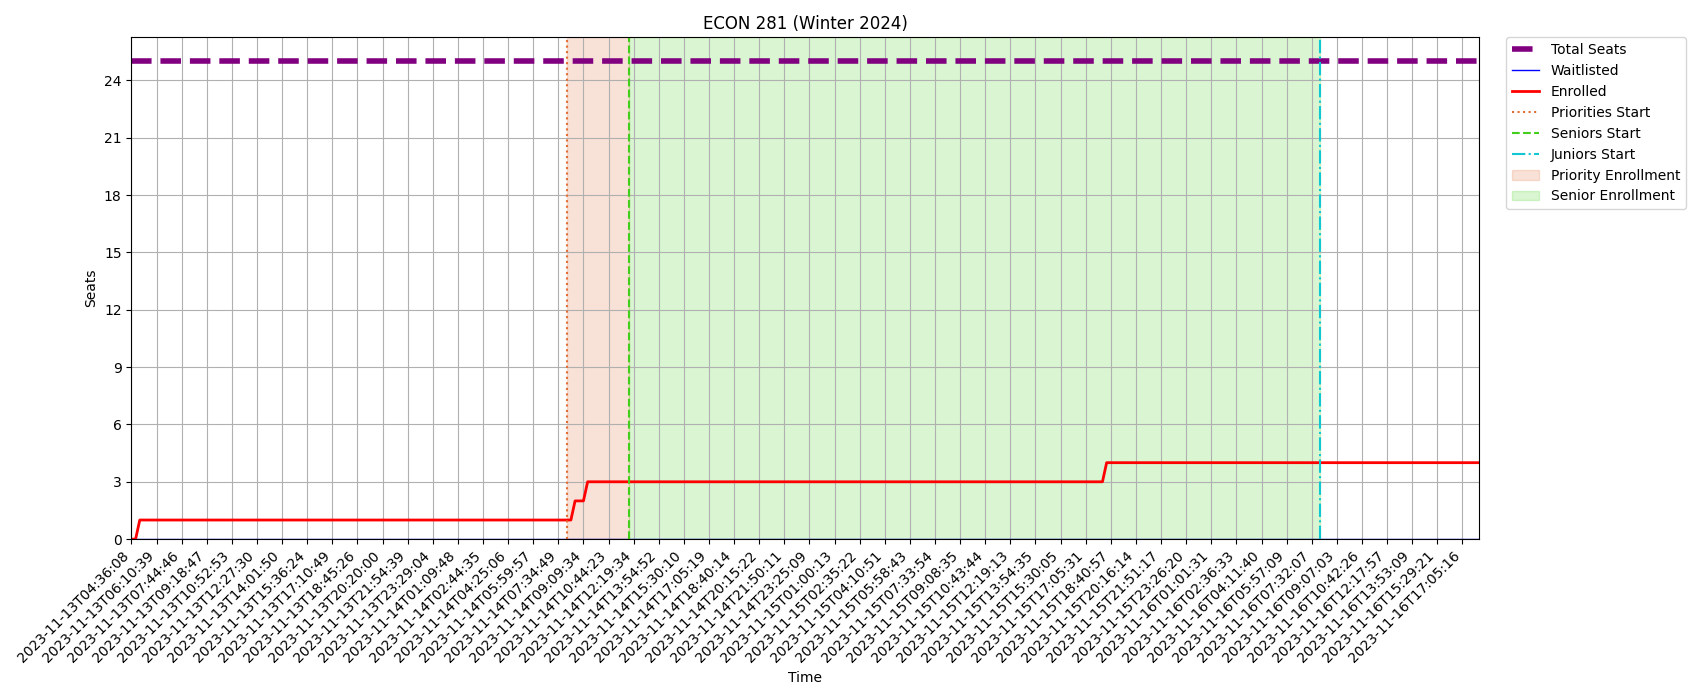 ECON 281 (Winter 2024)
Total Seats
Waitlisted
Enrolled
Priorities Start
Seniors Start
Juniors Start
Priority Enrollment
Senior Enrollment
Seats
24
21
18
15
12
9
6
3
0
2023-11-13T04:36:08
2023-11-13T06:10:39
2023-11-13T07:44:46
2023-11-13T09:18:47
2023-11-13T10:52:53
2023-11-13T12:27:30
2023-11-13T14:01:50
2023-11-13T15:36:24
2023-11-13T17:10:49
2023-11-13T18:45:26
2023-11-13T20:20:00
2023-11-13T21:54:39
2023-11-13T23:29:04
2023-11-14T01:09:48
2023-11-14T02:44:35
2023-11-14T04:25:06
2023-11-14T05:59:57
2023-11-14T07:34:49
2023-11-14T09:09:34
2023-11-14T10:44:23
2023-11-14T12:19:34
2023-11-14T13:54:52
2023-11-14T15:30:10
2023-11-14T17:05:19
2023-11-14T18:40:14
2023-11-14T20:15:22
2023-11-14T21:50:11
2023-11-14T23:25:09
2023-11-15T01:00:13
2023-11-15T02:35:22
2023-11-15T04:10:51
2023-11-15T05:58:43
2023-11-15T07:33:54
2023-11-15T09:08:35
2023-11-15T10:43:44
2023-11-15T12:19:13
2023-11-15T13:54:35
2023-11-15T15:30:05
2023-11-15T17:05:31
2023-11-15T18:40:57
2023-11-15T20:16:14
2023-11-15T21:51:17
2023-11-15T23:26:20
2023-11-16T01:01:31
2023-11-16T02:36:33
2023-11-16T04:11:40
2023-11-16T05:57:09
2023-11-16T07:32:07
2023-11-16T09:07:03
2023-11-16T10:42:26
2023-11-16T12:17:57
2023-11-16T13:53:09
2023-11-16T15:29:21
2023-11-16T17:05:16
Time